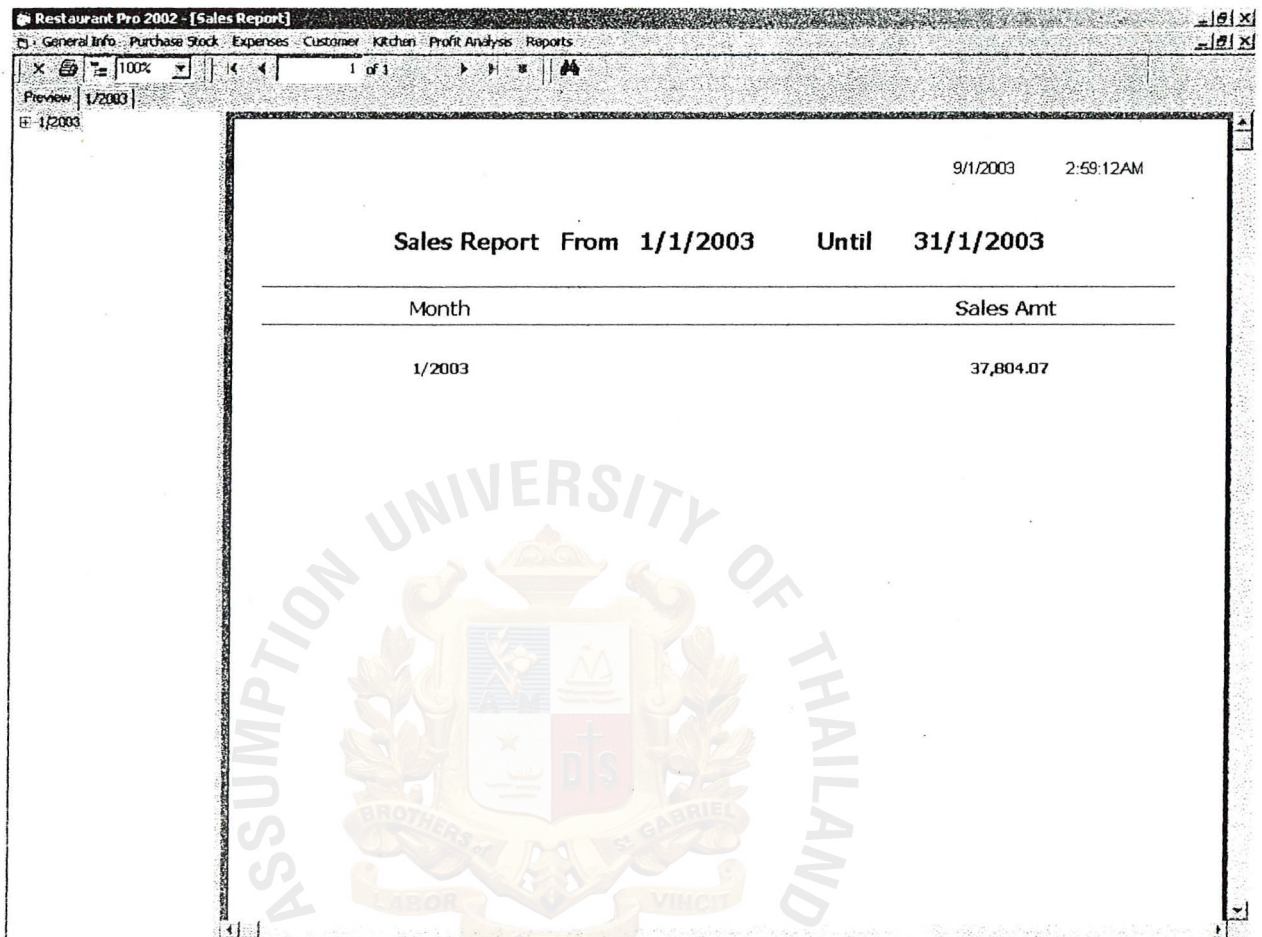 Restaurant Pro 2002 - [Sales Report]
General Info Purchase Stock Expenses Customer Kitchen Profit Analysis Reports
100% 1 of 1
Preview 1/2003
1/2003
9/1/2003 2:59:12AM
Sales Report From 1/1/2003 Until 31/1/2003
Month Sales Amt
1/2003 37,804.07
ASSUMPTION UNIVERSITY OF THAILAND
A M
D S
BROTHERS of St GABRIEL
LABOR VINCIT